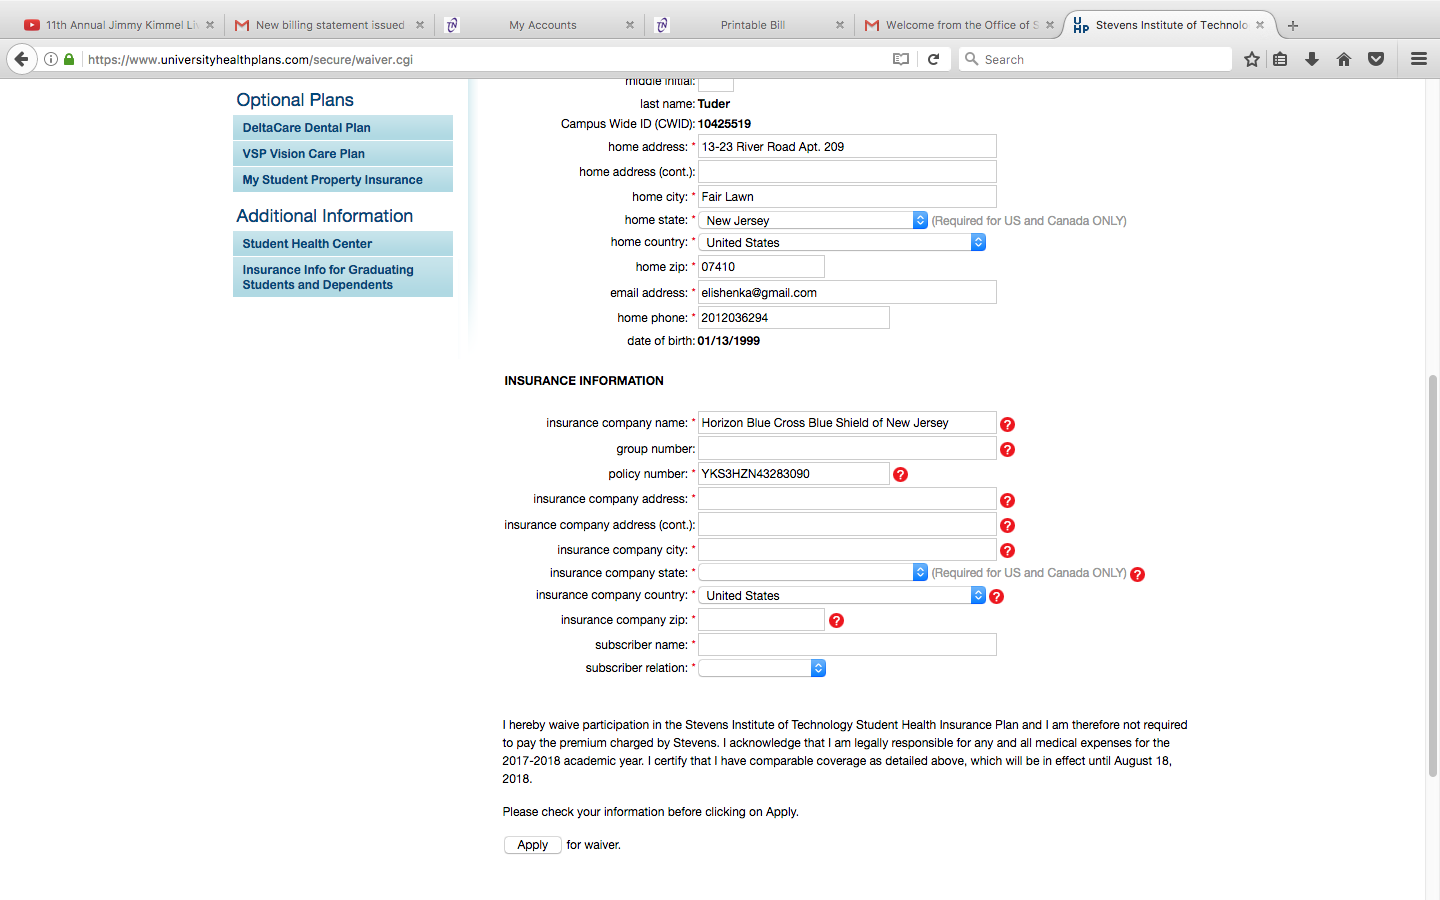 11th Annual Jimmy Kimmel Li
New billing statement issued
My Accounts
Printable Bill
Welcome from the Office of S
UHHP Stevens Institute of Technolo
https://www.universityhealthplans.com/secure/waiver.cgi
Search
middle initial:
Optional Plans
DeltaCare Dental Plan
VSP Vision Care Plan
My Student Property Insurance
Additional Information
Student Health Center
Insurance Info for Graduating
Students and Dependents
last name: Tuder
Campus Wide ID (CWID): 10425519
home address: * 13-23 River Road Apt. 209
home address (cont.):
home city: * Fair Lawn
home state: * New Jersey (Required for US and Canada ONLY)
home country: * United States
home zip: * 07410
email address: * elishenka@gmail.com
home phone: * 2012036294
date of birth: 01/13/1999
INSURANCE INFORMATION
insurance company name: * Horizon Blue Cross Blue Shield of New Jersey ?
group number: ?
policy number: * YKS3HZN43283090 ?
insurance company address: * ?
insurance company address (cont.): ?
insurance company city: * ?
insurance company state: * (Required for US and Canada ONLY) ?
insurance company country: * United States ?
insurance company zip: * ?
subscriber name: *
subscriber relation: *
I hereby waive participation in the Stevens Institute of Technology Student Health Insurance Plan and I am therefore not required
to pay the premium charged by Stevens. I acknowledge that I am legally responsible for any and all medical expenses for the
2017-2018 academic year. I certify that I have comparable coverage as detailed above, which will be in effect until August 18,
2018.
Please check your information before clicking on Apply.
Apply for waiver.